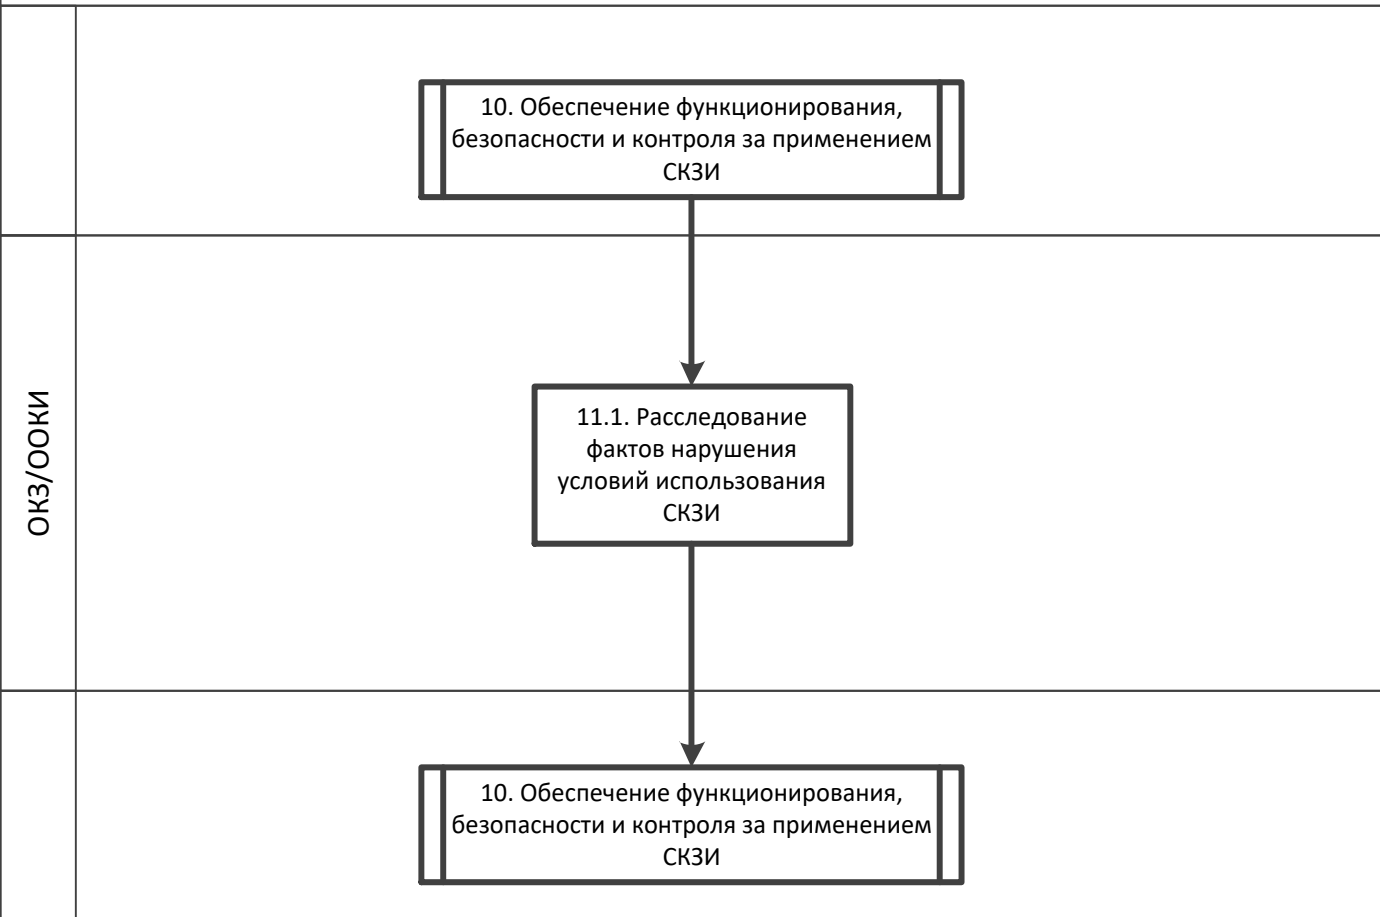 10. Обеспечение функционирования,
безопасности и контроля за применением
СКЗИ
ОКЗ/ООКИ
11.1. Расследование
фактов нарушения
условий использования
СКЗИ
10. Обеспечение функционирования,
безопасности и контроля за применением
СКЗИ